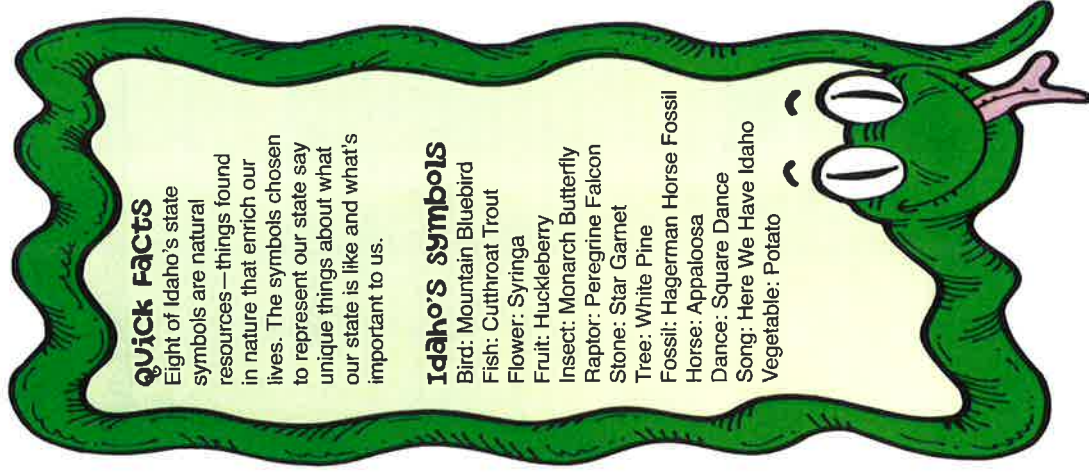 Quick Facts
Eight of Idaho's state
symbols are natural
resources—things found
in nature that enrich our
lives. The symbols chosen
to represent our state say
unique things about what
our state is like and what's
important to us.
Idaho's Symbols
Bird: Mountain Bluebird
Fish: Cutthroat Trout
Flower: Syringa
Fruit: Huckleberry
Insect: Monarch Butterfly
Raptor: Peregrine Falcon
Stone: Star Garnet
Tree: White Pine
Fossil: Hagerman Horse Fossil
Horse: Appaloosa
Dance: Square Dance
Song: Here We Have Idaho
Vegetable: Potato